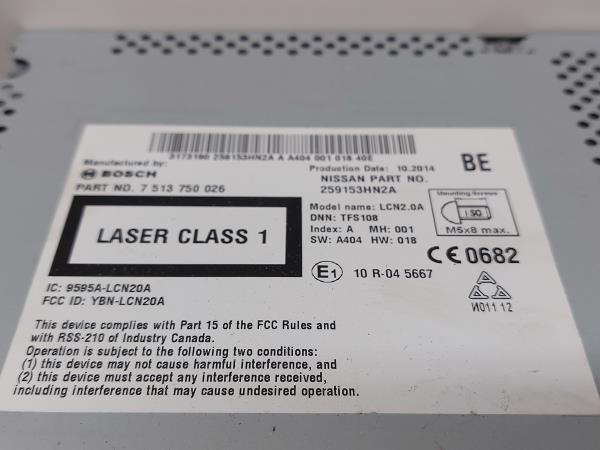 3173180 259153HN2A A A404 001 018 40E
Manufactured by:
BOSCH
PART NO. 7 513 750 026
Production Date: 10.2014
NISSAN PART NO.
259153HN2A
BE
Model name: LCN2.0A
DNN: TFS108
Index: A MH: 001
SW: A404 HW: 018
Mounting Screws
ISO
M5x8 max.
LASER CLASS 1
CE 0682
E1 10 R-04 5667
И011 12
IC: 9595A-LCN20A
FCC ID: YBN-LCN20A
This device complies with Part 15 of the FCC Rules and
with RSS-210 of Industry Canada.
Operation is subject to the following two conditions:
(1) this device may not cause harmful interference, and
(2) this device must accept any interference received,
including interference that may cause undesired operation.